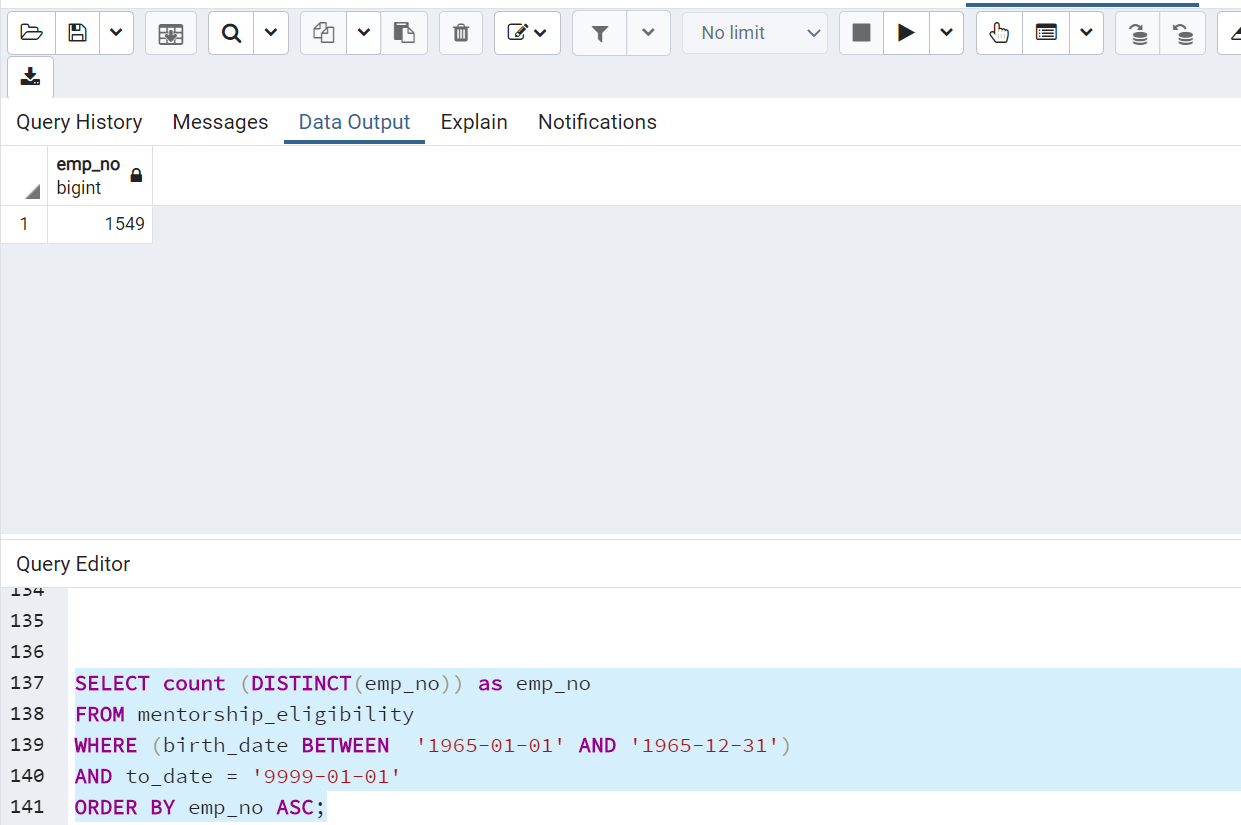 No limit
Query History Messages Data Output Explain Notifications
emp_no
bigint
1 1549
Query Editor
134
135
136
137 SELECT count (DISTINCT(emp_no)) as emp_no
138 FROM mentorship_eligibility
139 WHERE (birth_date BETWEEN  '1965-01-01' AND '1965-12-31')
140 AND to_date = '9999-01-01'
141 ORDER BY emp_no ASC;